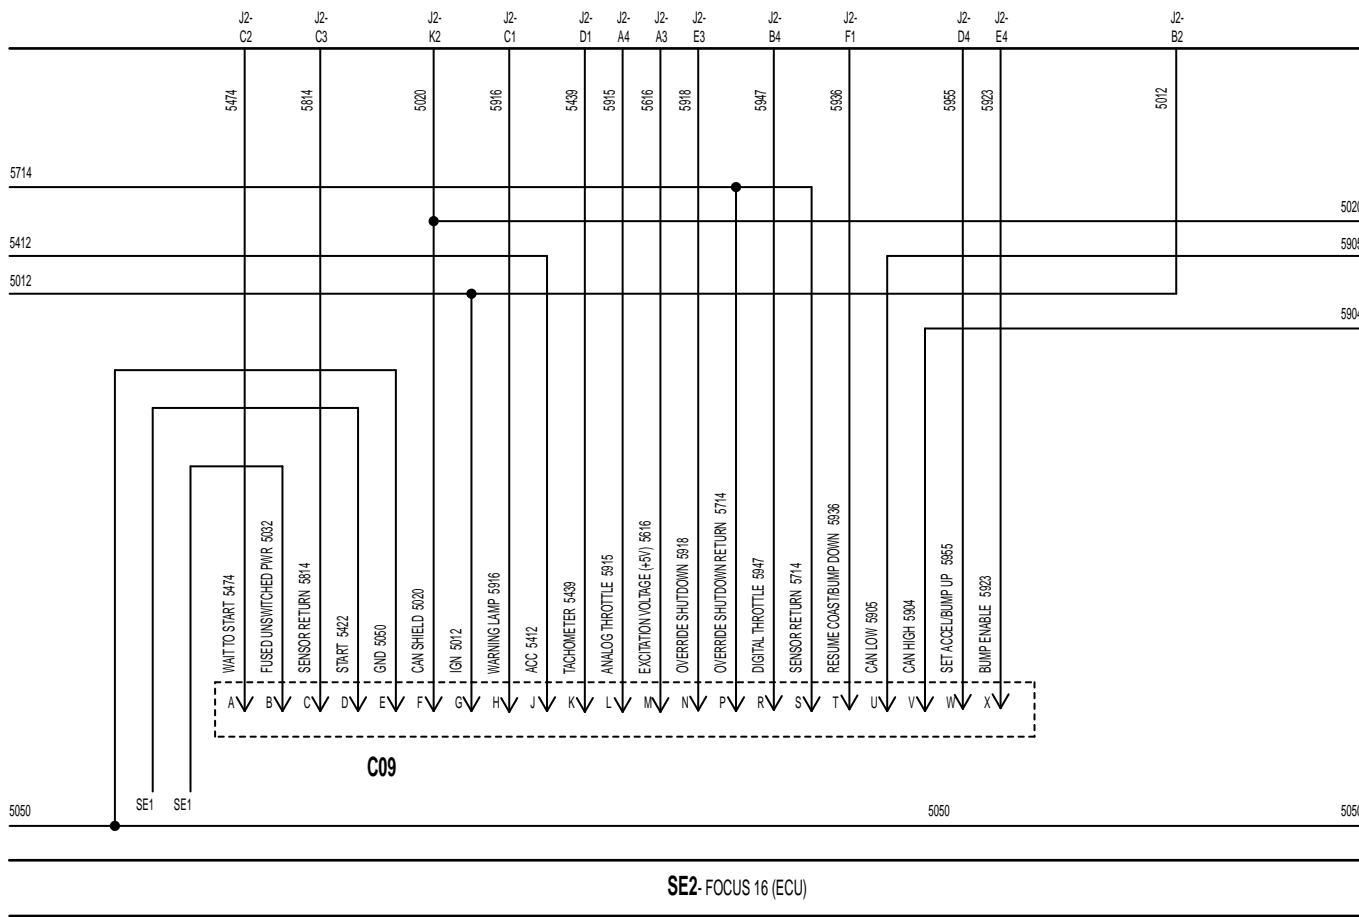 J2-
C2
J2-
C3
J2-
K2
J2-
C1
J2-
D1
J2-
A4
J2-
A3
J2-
E3
J2-
B4
J2-
F1
J2-
D4
J2-
E4
J2-
B2
5474
5814
5020
5916
5439
5915
5616
5918
5947
5936
5955
5923
5012
5714
5020
5412
5905
5012
5904
WAIT TO START 5474
FUSED UNSWITCHED PWR 5032
SENSOR RETURN 5814
START 5422
GND 5050
CAN SHIELD 5020
IGN 5012
WARNING LAMP 5916
ACC 5412
TACHOMETER 5439
ANALOG THROTTLE 5915
EXCITATION VOLTAGE (+5V) 5616
OVERRIDE SHUTDOWN 5918
OVERRIDE SHUTDOWN RETURN 5714
DIGITAL THROTTLE 5947
SENSOR RETURN 5714
RESUME COAST/BUMP DOWN 5936
CAN LOW 5905
CAN HIGH 5904
SET ACCEL/BUMP UP 5955
BUMP ENABLE 5923
A B C D E F G H J K L M N P R S T U V W X
C09
SE1
SE1
5050
5050
5050
SE2- FOCUS 16 (ECU)